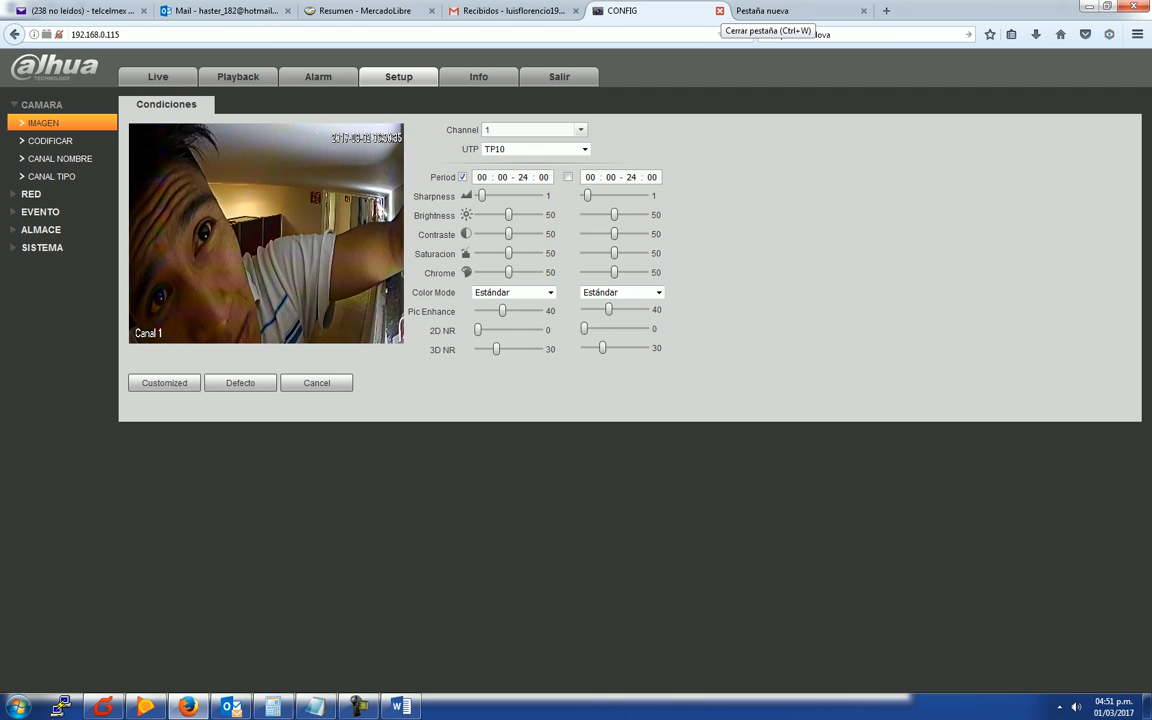 (238 no leídos) - telcelmex
Mail - haster_182@hotmail...
Resumen - MercadoLibre
Recibidos - luisflorencio19...
CONFIG
Pestaña nueva
192.168.0.115
Cerrar pestaña (Ctrl+W)
alhua
TECHNOLOGY
Live
Playback
Alarm
Setup
Info
Salir
CAMARA
IMAGEN
CODIFICAR
CANAL NOMBRE
CANAL TIPO
RED
EVENTO
ALMACE
SISTEMA
Condiciones
Canal 1
Channel 1
UTP TP10
Period 00 : 00 - 24 : 00 00 : 00 - 24 : 00
Sharpness 1 1
Brightness 50 50
Contraste 50 50
Saturacion 50 50
Chrome 50 50
Color Mode Estándar Estándar
Pic Enhance 40 40
2D NR 0 0
3D NR 30 30
Customized
Defecto
Cancel
04:51 p.m.
01/03/2017